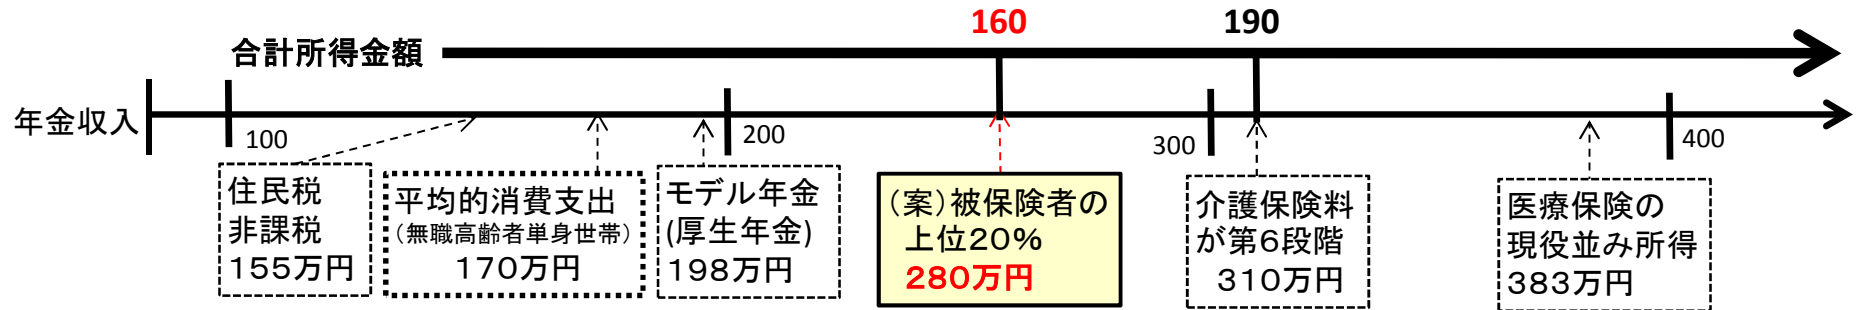 160
190
合計所得金額
年金収入
100
200
300
400
住民税
非課税
155万円
平均的消費支出
（無職高齢者単身世帯）
170万円
モデル年金
(厚生年金)
198万円
（案）被保険者の
上位20%
280万円
介護保険料
が第6段階
310万円
医療保険の
現役並み所得
383万円